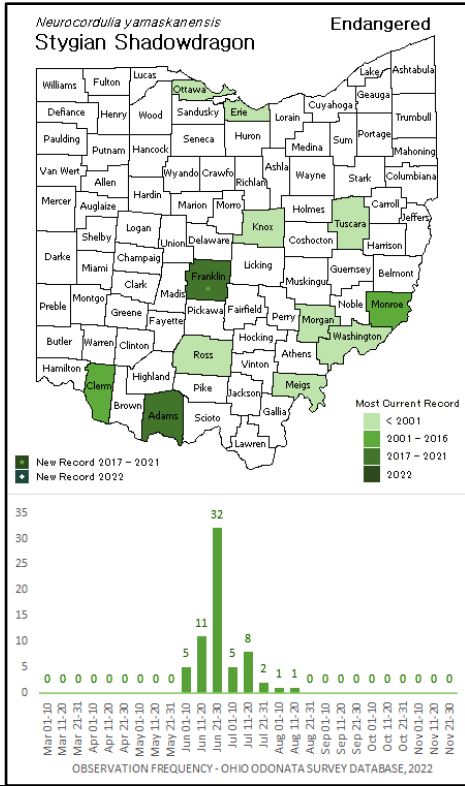 Neurocordulia yamaskanensis
Endangered
Stygian Shadowdragon
Williams Fulton Lucas Ottawa Lake Ashtabula
Geauga
Defiance Henry Wood Sandusky Erie Lorain Cuyahoga Trumbull
Paulding Putnam Hancock Seneca Huron Medina Sum Portage Mahoning
Van Wert Allen Wyando Crawfo Richlan Ashla Wayne Stark Columbiana
Mercer Auglaize Hardin Marion Morro Knox Holmes Tuscara Carroll Jeffers
Shelby Logan Union Delaware Coshocton Harrison
Darke Miami Champaig Franklin Licking Muskingu Guernsey Belmont
Clark Madis
Preble Montgo Greene Fayette Pickawa Fairfield Perry Morgan Noble Monroe
Butler Warren Clinton Ross Hocking Athens Washington
Hamilton Clerm Highland Vinton Meigs
Brown Adams Pike Jackson Gallia
Scioto Lawren
Most Current Record
< 2001
2001 - 2016
2017 - 2021
2022
New Record 2017 - 2021
New Record 2022
35
30
25
20
15
10
5
0
0 0 0 0 0 0 0 0 0 5 11 32 5 8 2 1 1 0 0 0 0 0 0 0 0 0 0
Mar 01-10
Mar 11-20
Mar 21-31
Apr 01-10
Apr 11-20
Apr 21-30
May 01-10
May 11-20
May 21-31
Jun 01-10
Jun 11-20
Jun 21-30
Jul 01-10
Jul 11-20
Jul 21-31
Aug 01-10
Aug 11-20
Aug 21-31
Sep 01-10
Sep 11-20
Sep 21-30
Oct 01-10
Oct 11-20
Oct 21-31
Nov 01-10
Nov 11-20
Nov 21-30
OBSERVATION FREQUENCY - OHIO ODONATA SURVEY DATABASE, 2022